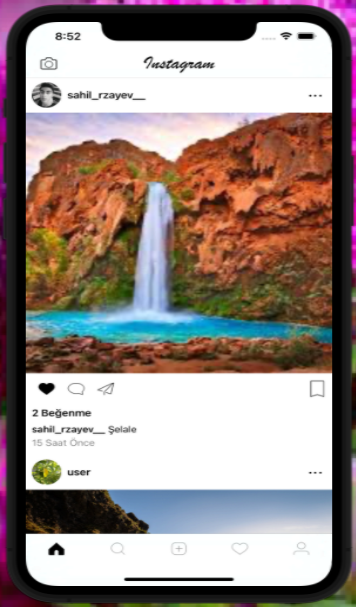 8:52
Instagram
sahil_rzayev__
2 Beğenme
sahil_rzayev__ Şelale
15 Saat Önce
user